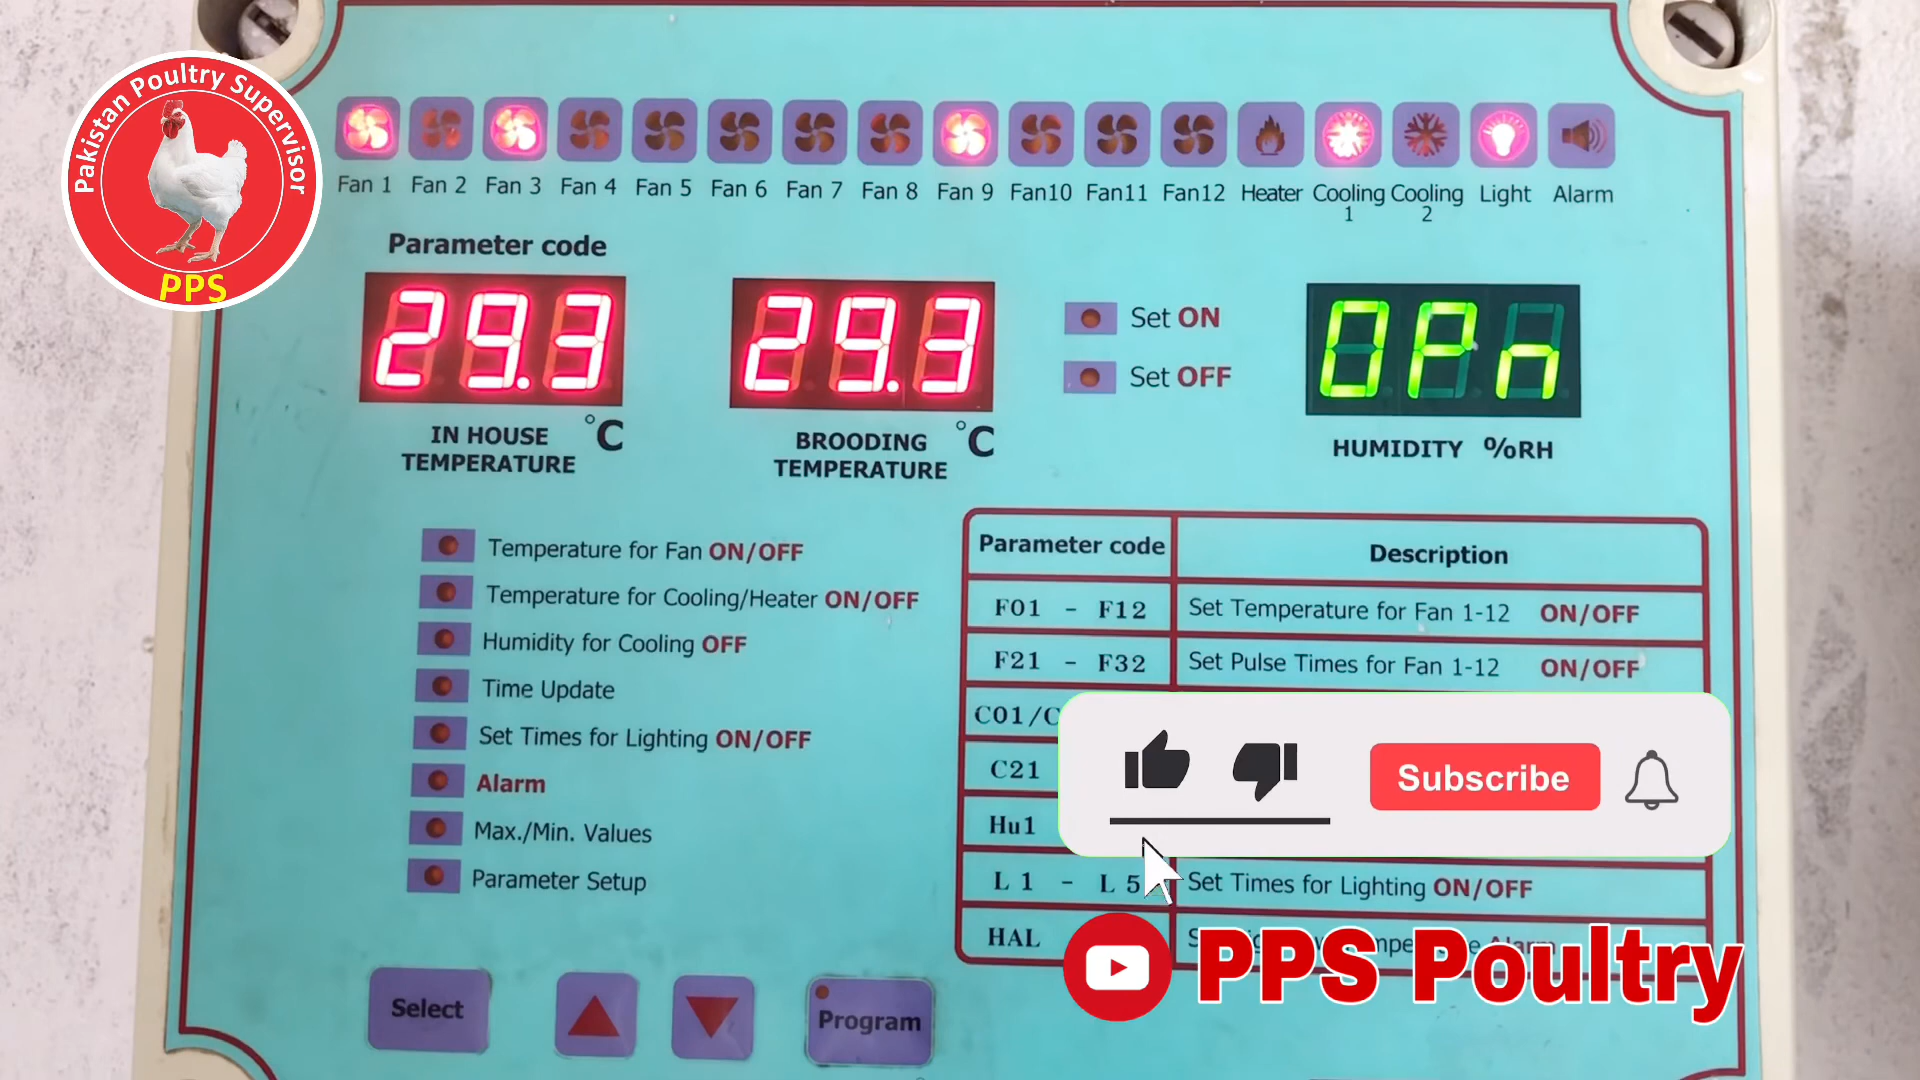 Pakistan Poultry Supervisor
PPS
Fan 1 Fan 2 Fan 3 Fan 4 Fan 5 Fan 6 Fan 7 Fan 8 Fan 9 Fan10 Fan11 Fan12 Heater Cooling 1 Cooling 2 Light Alarm
Parameter code
29.3
29.3
Set ON
Set OFF
0Pn
IN HOUSE TEMPERATURE °C
BROODING TEMPERATURE °C
HUMIDITY %RH
Temperature for Fan ON/OFF
Temperature for Cooling/Heater ON/OFF
Humidity for Cooling OFF
Time Update
Set Times for Lighting ON/OFF
Alarm
Max./Min. Values
Parameter Setup
Parameter code Description
F01 - F12 Set Temperature for Fan 1-12 ON/OFF
F21 - F32 Set Pulse Times for Fan 1-12 ON/OFF
C01/C
C21
Hu1
L 1 - L 5 Set Times for Lighting ON/OFF
HAL
Subscribe
PPS Poultry
Select
Program